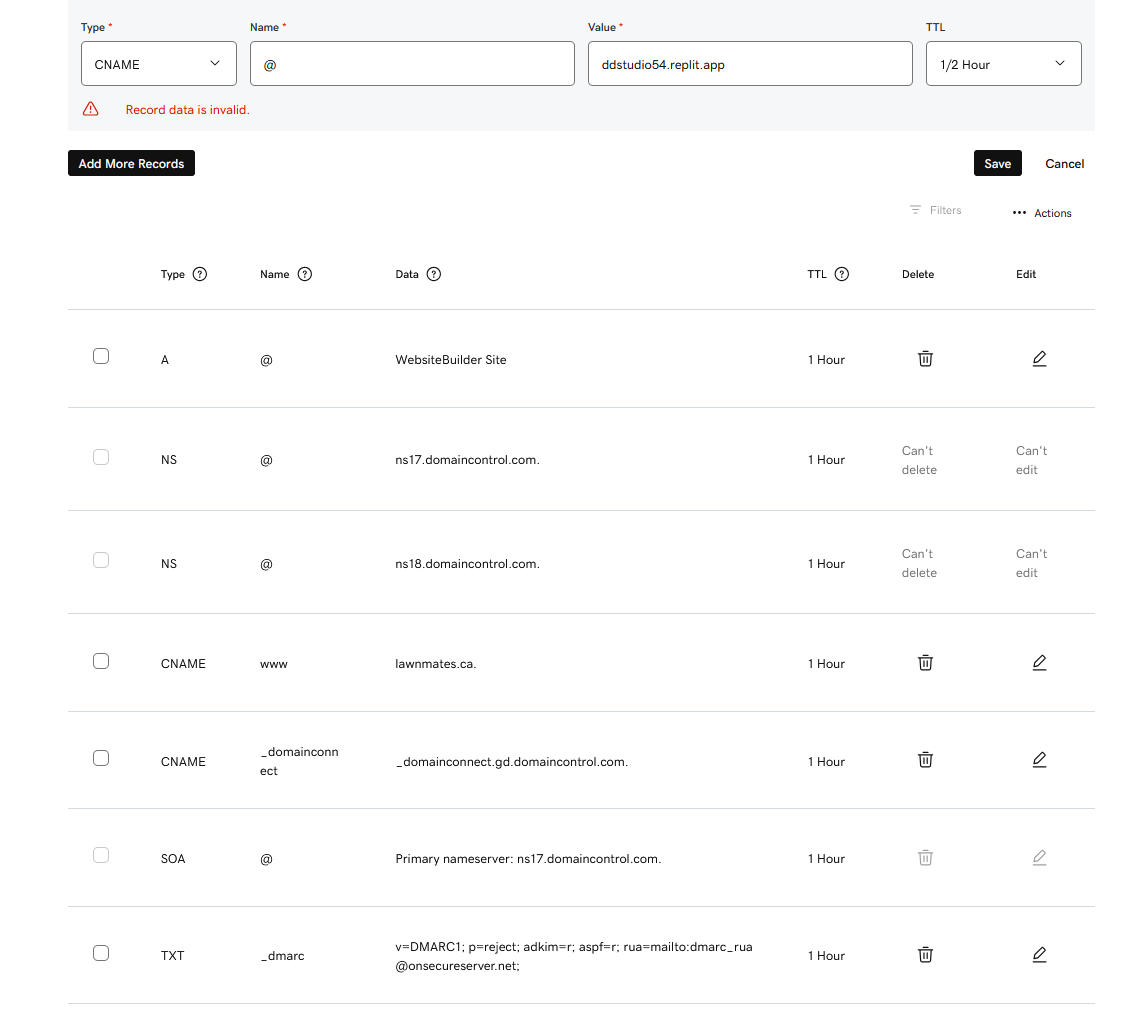 Type * Name * Value * TTL
CNAME @ ddstudio54.replit.app 1/2 Hour
Record data is invalid.
Add More Records Save Cancel
Filters ••• Actions
Type ? Name ? Data ? TTL ? Delete Edit
A @ WebsiteBuilder Site 1 Hour
NS @ ns17.domaincontrol.com. 1 Hour Can't delete Can't edit
NS @ ns18.domaincontrol.com. 1 Hour Can't delete Can't edit
CNAME www lawnmates.ca. 1 Hour
CNAME _domainconnect _domainconnect.gd.domaincontrol.com. 1 Hour
SOA @ Primary nameserver: ns17.domaincontrol.com. 1 Hour
TXT _dmarc v=DMARC1; p=reject; adkim=r; aspf=r; rua=mailto:dmarc_rua 1 Hour
@onsecureserver.net;